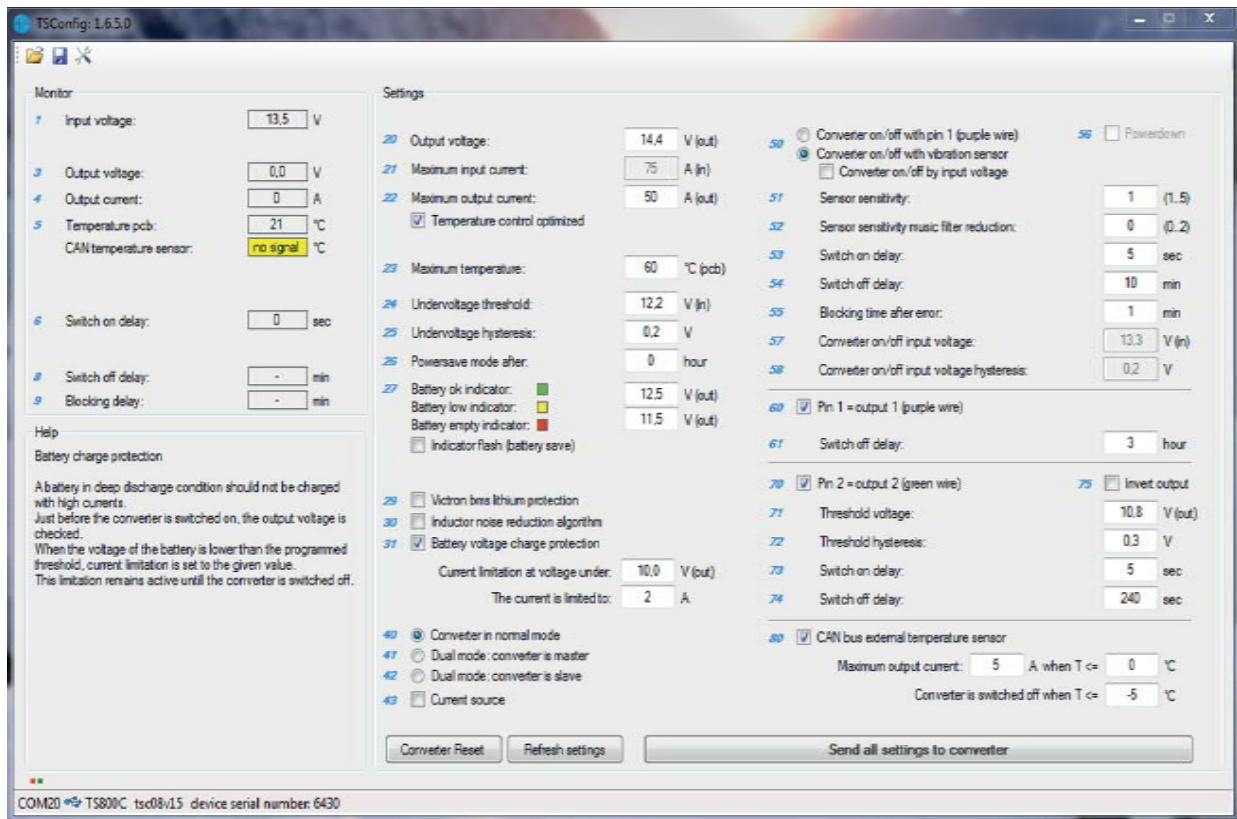 TSConfig: 1.6.5.0
Monitor
1 Input voltage: 13,5 V
3 Output voltage: 0,0 V
4 Output current: 0 A
5 Temperature pcb: 21 °C
CAN temperature sensor: no signal °C
6 Switch on delay: 0 sec
8 Switch off delay: - min
9 Blocking delay: - min
Help
Battery charge protection
A battery in deep discharge condition should not be charged
with high currents.
Just before the converter is switched on, the output voltage is
checked.
When the voltage of the battery is lower than the programmed
threshold, current limitation is set to the given value.
This limitation remains active until the converter is switched off.
Settings
20 Output voltage: 14,4 V (out)
21 Maximum input current: 75 A (in)
22 Maximum output current: 50 A (out)
Temperature control optimized
23 Maximum temperature: 60 °C (pcb)
24 Undervoltage threshold: 12,2 V (in)
25 Undervoltage hysteresis: 0,2 V
26 Powersave mode after: 0 hour
27 Battery ok indicator: 12,5 V (out)
Battery low indicator:
11,5 V (out)
Battery empty indicator:
Indicator flash (battery save)
29 Victron bms lithium protection
30 Inductor noise reduction algorithm
31 Battery voltage charge protection
Current limitation at voltage under: 10,0 V (out)
The current is limited to: 2 A
40 Converter in normal mode
41 Dual mode: converter is master
42 Dual mode: converter is slave
43 Current source
50 Converter on/off with pin 1 (purple wire)
Converter on/off with vibration sensor
Converter on/off by input voltage
56 Powerdown
51 Sensor sensitivity: 1 (1..5)
52 Sensor sensitivity music filter reduction: 0 (0..2)
53 Switch on delay: 5 sec
54 Switch off delay: 10 min
55 Blocking time after error: 1 min
57 Converter on/off input voltage: 13,3 V (in)
58 Converter on/off input voltage hysteresis: 0,2 V
60 Pin 1 = output 1 (purple wire)
61 Switch off delay: 3 hour
70 Pin 2 = output 2 (green wire) 75 Invert output
71 Threshold voltage: 10,8 V (out)
72 Threshold hysteresis: 0,3 V
73 Switch on delay: 5 sec
74 Switch off delay: 240 sec
80 CAN bus external temperature sensor
Maximum output current: 5 A when T <= 0 °C
Converter is switched off when T <= -5 °C
Converter Reset Refresh settings Send all settings to converter
COM20 TS800C tsc08v15 device serial number: 6430